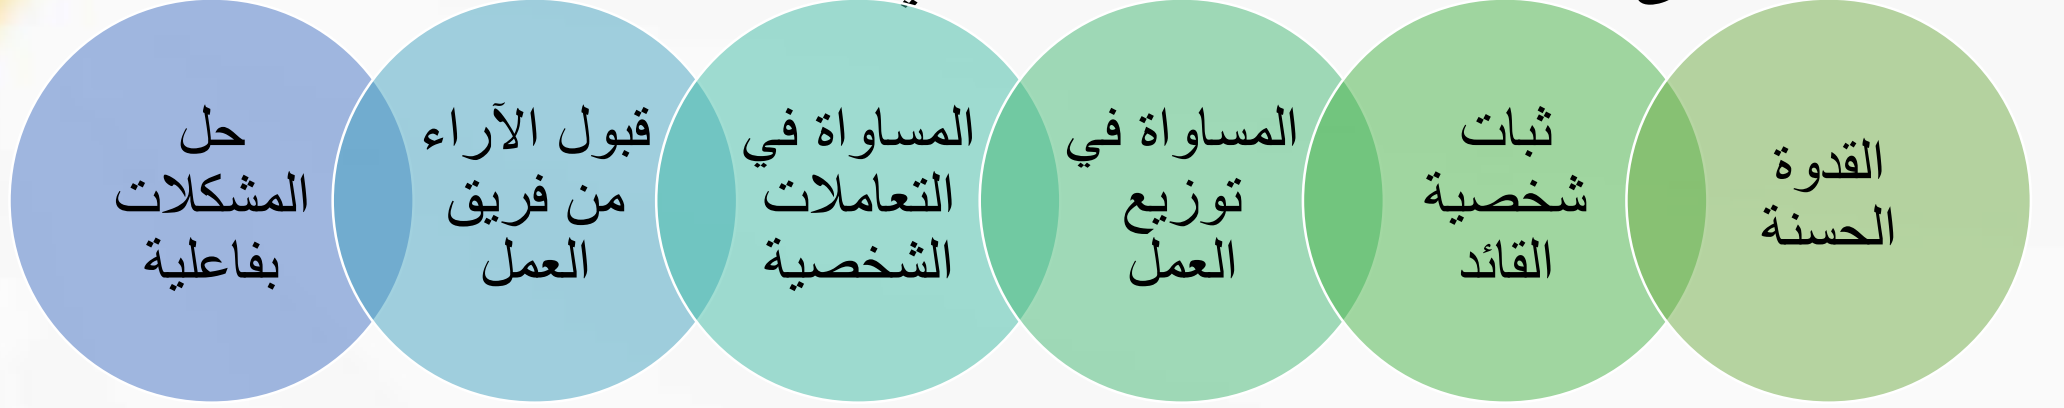 القدوة
الحسنة
ثبات
شخصية
القائد
المساواة في
توزيع
العمل
المساواة في
التعاملات
الشخصية
قبول الآراء
من فريق
العمل
حل
المشكلات
بفاعلية